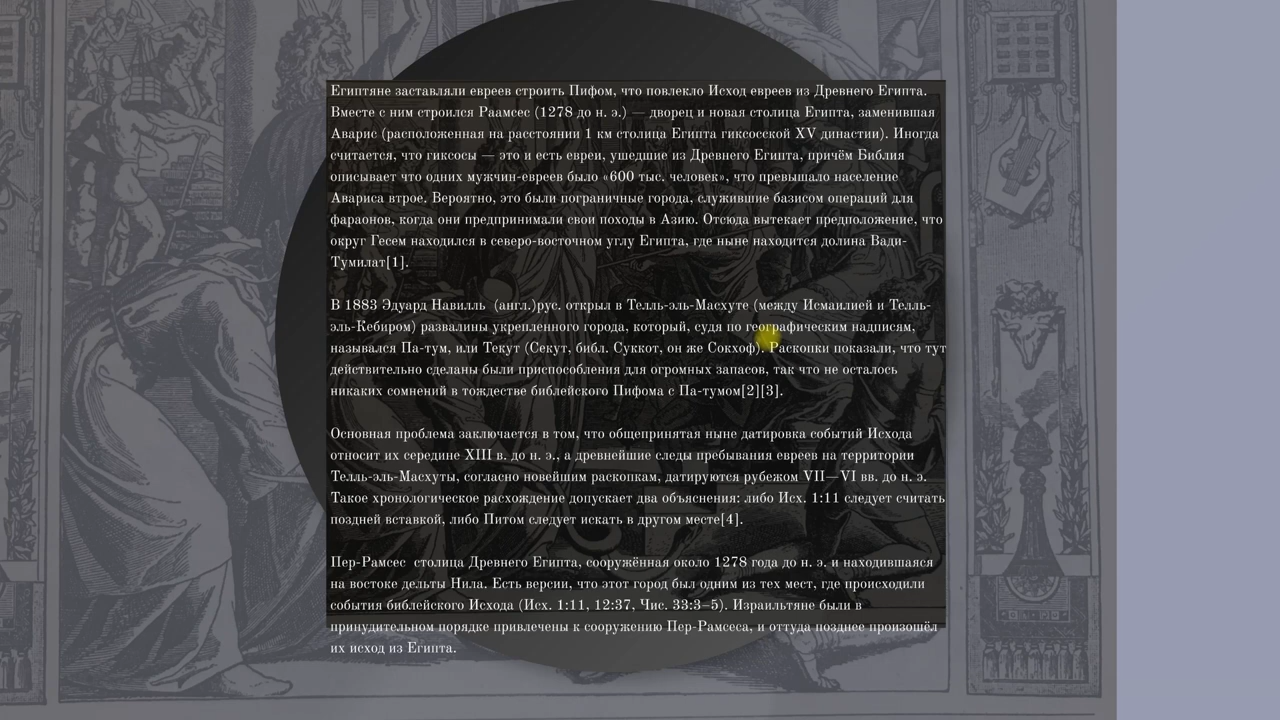 Египтяне заставляли евреев строить Пифом, что повлекло Исход евреев из Древнего Египта.
Вместе с ним строился Раамсес (1278 до н. э.) — дворец и новая столица Египта, заменившая
Аварис (расположенная на расстоянии 1 км столица Египта гиксосской XV династии). Иногда
считается, что гиксосы — это и есть евреи, ушедшие из Древнего Египта, причём Библия
описывает что одних мужчин-евреев было «600 тыс. человек», что превышало население
Авариса втрое. Вероятно, это были пограничные города, служившие базисом операций для
фараонов, когда они предпринимали свои походы в Азию. Отсюда вытекает предположение, что
округ Гесем находился в северо-восточном углу Египта, где ныне находится долина Вади-
Тумилат[1].
В 1883 Эдуард Навилль (англ.)рус. открыл в Телль-эль-Масхуте (между Исмаилией и Телль-
эль-Кебиром) развалины укрепленного города, который, судя по географическим надписям,
назывался Па-тум, или Текут (Секут, библ. Суккот, он же Сокхоф). Раскопки показали, что тут
действительно сделаны были приспособления для огромных запасов, так что не осталось
никаких сомнений в тождестве библейского Пифома с Па-тумом[2][3].
Основная проблема заключается в том, что общепринятая ныне датировка событий Исхода
относит их середине XIII в. до н. э., а древнейшие следы пребывания евреев на территории
Телль-эль-Масхуты, согласно новейшим раскопкам, датируются рубежом VII—VI вв. до н. э.
Такое хронологическое расхождение допускает два объяснения: либо Исх. 1:11 следует считать
поздней вставкой, либо Питом следует искать в другом месте[4].
Пер-Рамсес столица Древнего Египта, сооружённая около 1278 года до н. э. и находившаяся
на востоке дельты Нила. Есть версии, что этот город был одним из тех мест, где происходили
события библейского Исхода (Исх. 1:11, 12:37, Чис. 33:3–5). Израильтяне были в
принудительном порядке привлечены к сооружению Пер-Рамсеса, и оттуда позднее произошёл
их исход из Египта.